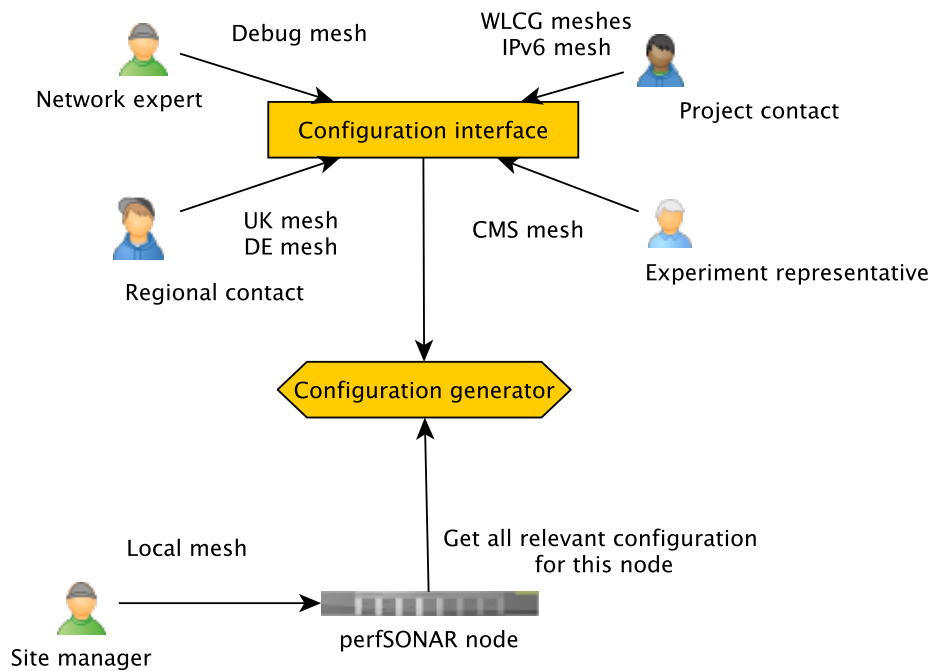 Debug mesh
WLCG meshes
IPv6 mesh
Network expert
Project contact
Configuration interface
UK mesh
DE mesh
CMS mesh
Regional contact
Experiment representative
Configuration generator
Get all relevant configuration
for this node
Local mesh
perfSONAR node
Site manager